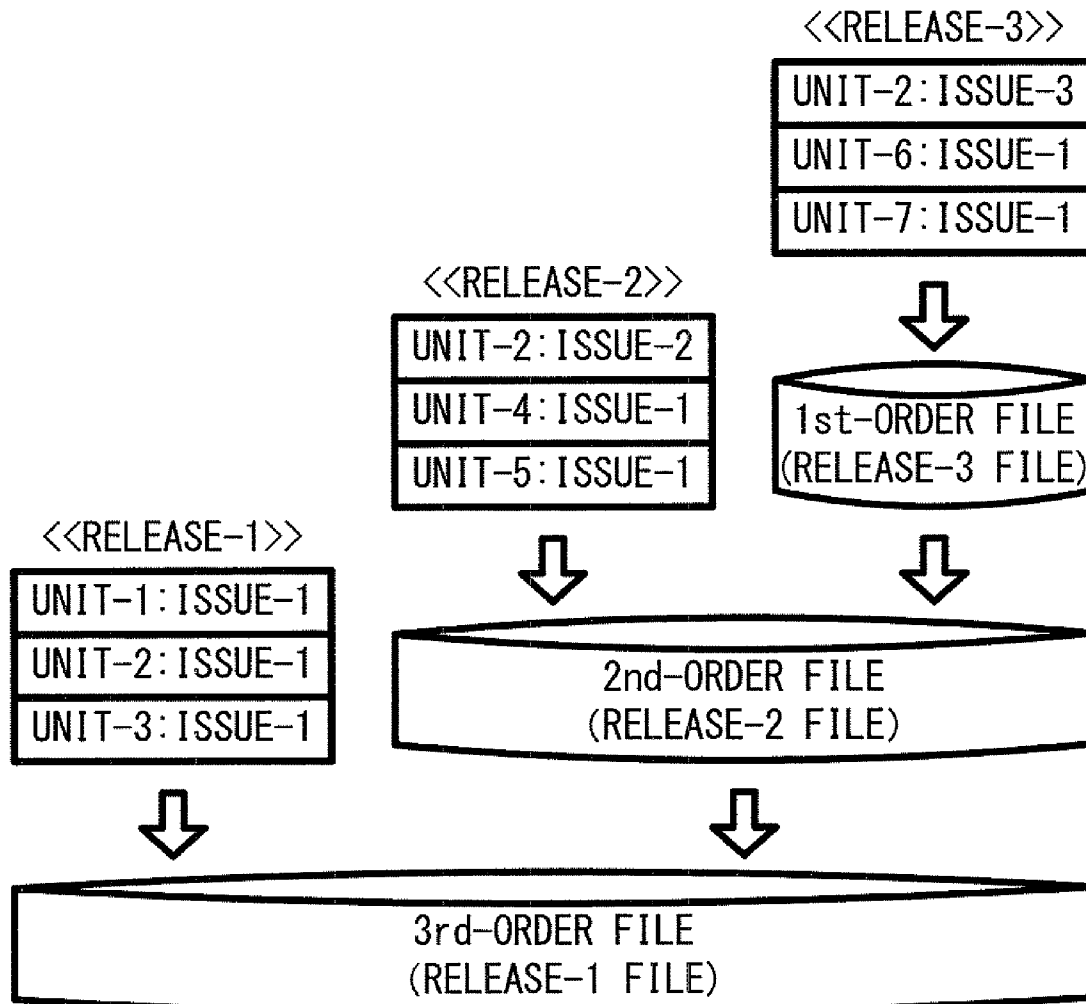 <<RELEASE-3>>
UNIT-2:ISSUE-3
UNIT-6:ISSUE-1
UNIT-7:ISSUE-1
<<RELEASE-2>>
UNIT-2:ISSUE-2
UNIT-4:ISSUE-1
UNIT-5:ISSUE-1
1st-ORDER FILE
(RELEASE-3 FILE)
<<RELEASE-1>>
UNIT-1:ISSUE-1
UNIT-2:ISSUE-1
UNIT-3:ISSUE-1
2nd-ORDER FILE
(RELEASE-2 FILE)
3rd-ORDER FILE
(RELEASE-1 FILE)